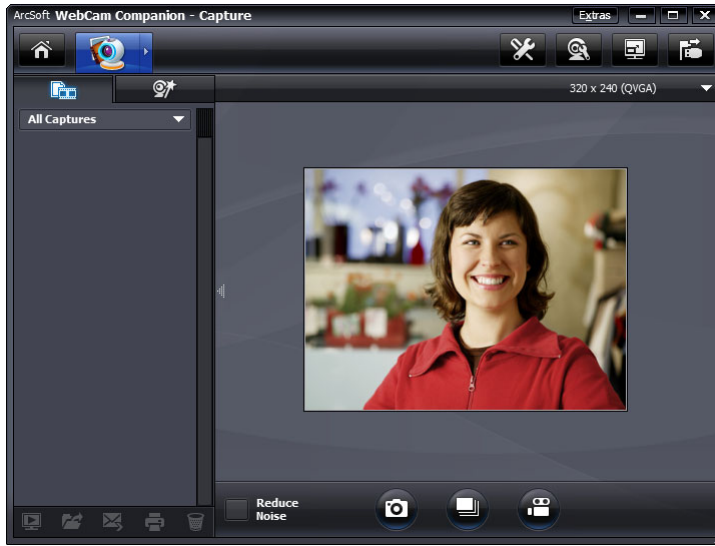 ArcSoft WebCam Companion - Capture
Extras
320 x 240 (QVGA)
All Captures
Reduce
Noise